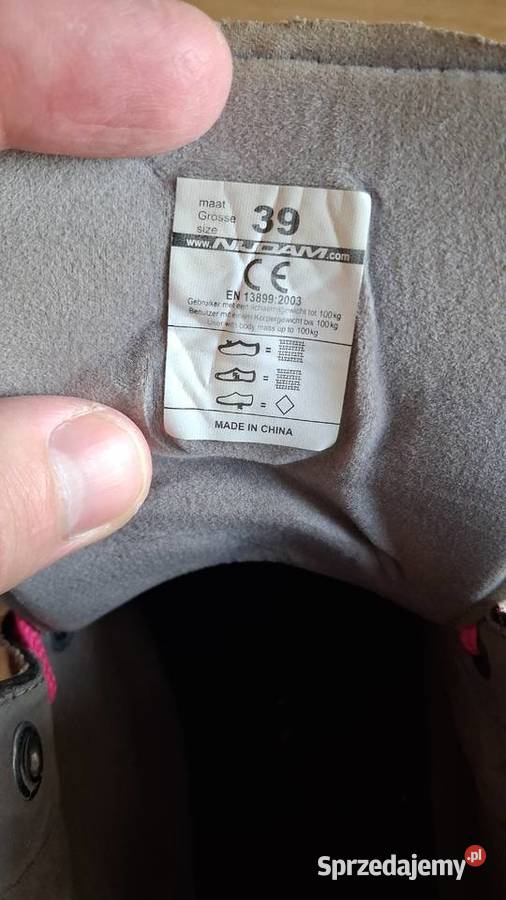 maat
Grosse
size
39
www.NIJDAM.com
CE
EN 13899:2003
Gebruiker met een lichaamsgewicht tot 100kg
Benutzer mit einem Körpergewicht bis 100kg
User with body mass up to 100kg
=
=
=
MADE IN CHINA
Sprzedajemy.pl